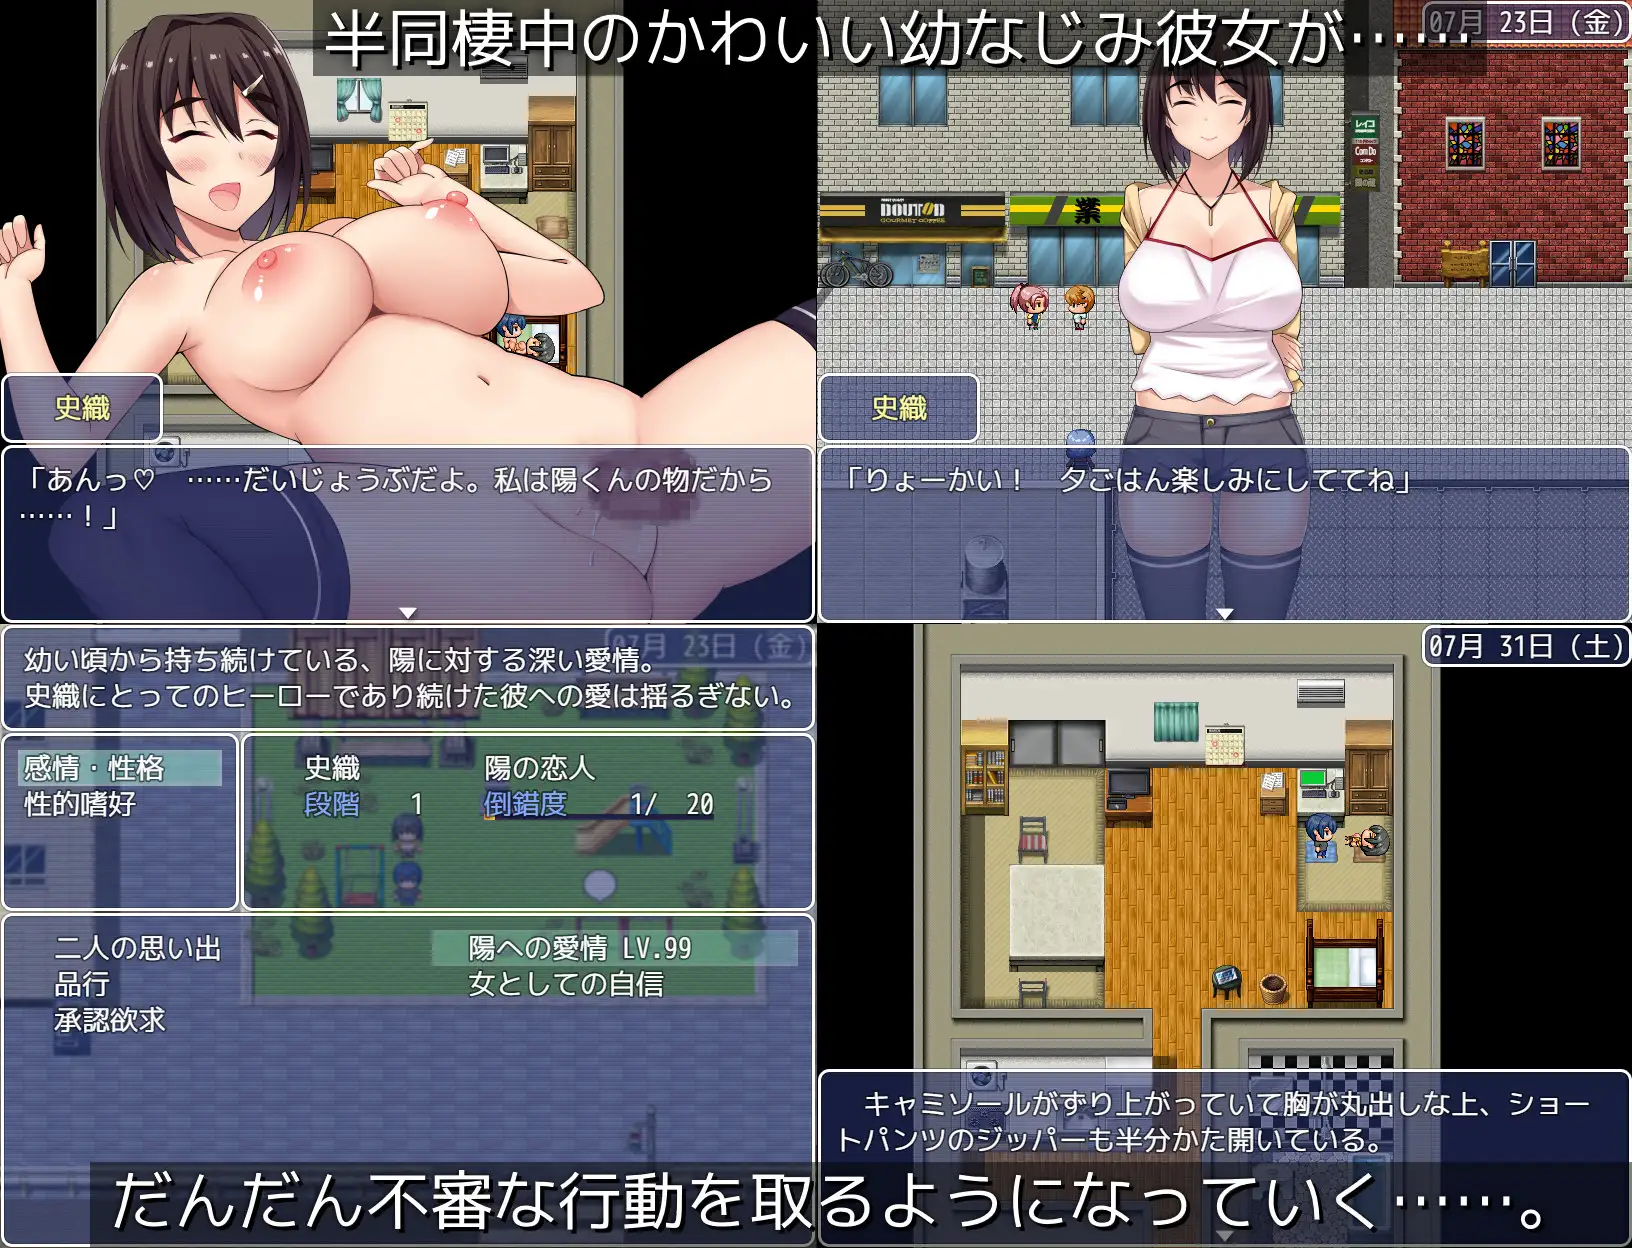 半同棲中のかわいい幼なじみ彼女が……
07月 23日 (金)
レイコ
ComDo
DOUTOD
GOURMET COFFEE
業
史織
「あんっ♡　……だいじょうぶだよ。私は陽くんの物だから
……！」
史織
「りょーかい！　夕ごはん楽しみにしててね」
07月 23日 (金)
幼い頃から持ち続けている、陽に対する深い愛情。
史織にとってのヒーローであり続けた彼への愛は揺るぎない。
感情・性格
性的嗜好
史織 陽の恋人
段階 1 倒錯度 1/ 20
二人の思い出 陽への愛情 LV.99
品行 女としての自信
承認欲求
07月 31日 (土)
キャミソールがずり上がっていて胸が丸出しな上、ショー
トパンツのジッパーも半分かた開いている。
だんだん不審な行動を取るようになっていく……。